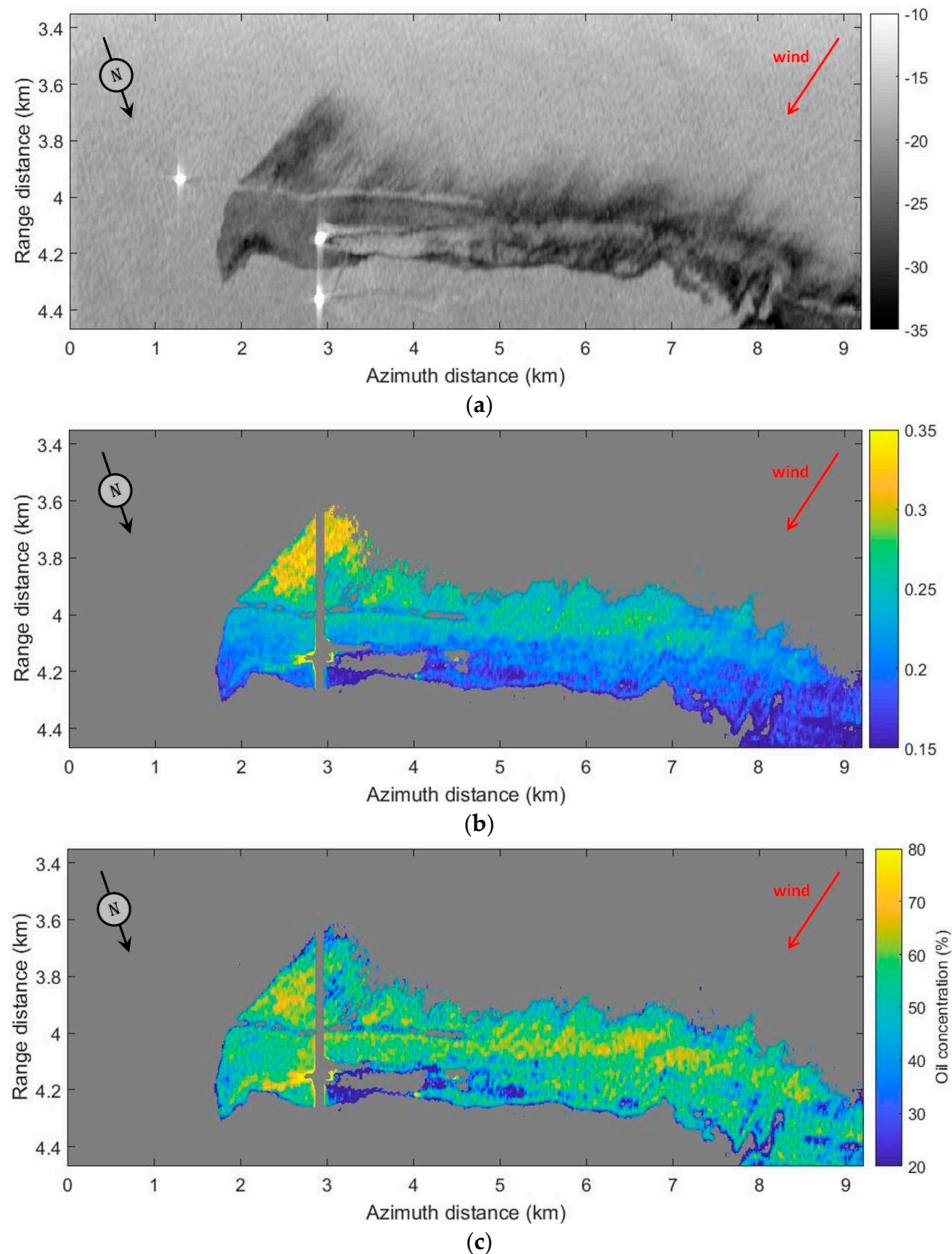 3.4
3.6
3.8
4
4.2
4.4
Range distance (km)
N
wind
-10
-15
-20
-25
-30
-35
0 1 2 3 4 5 6 7 8 9
Azimuth distance (km)
(a)
3.4
3.6
3.8
4
4.2
4.4
Range distance (km)
N
wind
0.35
0.3
0.25
0.2
0.15
0 1 2 3 4 5 6 7 8 9
Azimuth distance (km)
(b)
3.4
3.6
3.8
4
4.2
4.4
Range distance (km)
N
wind
80
70
60
50
40
30
20
Oil concentration (%)
0 1 2 3 4 5 6 7 8 9
Azimuth distance (km)
(c)